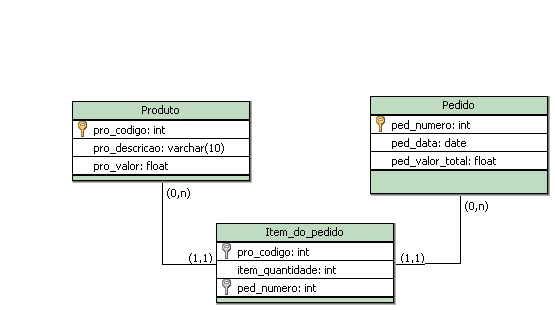 Produto
pro_codigo: int
pro_descricao: varchar(10)
pro_valor: float
(0,n)
Pedido
ped_numero: int
ped_data: date
ped_valor_total: float
(0,n)
Item_do_pedido
(1,1)
pro_codigo: int
(1,1)
item_quantidade: int
ped_numero: int